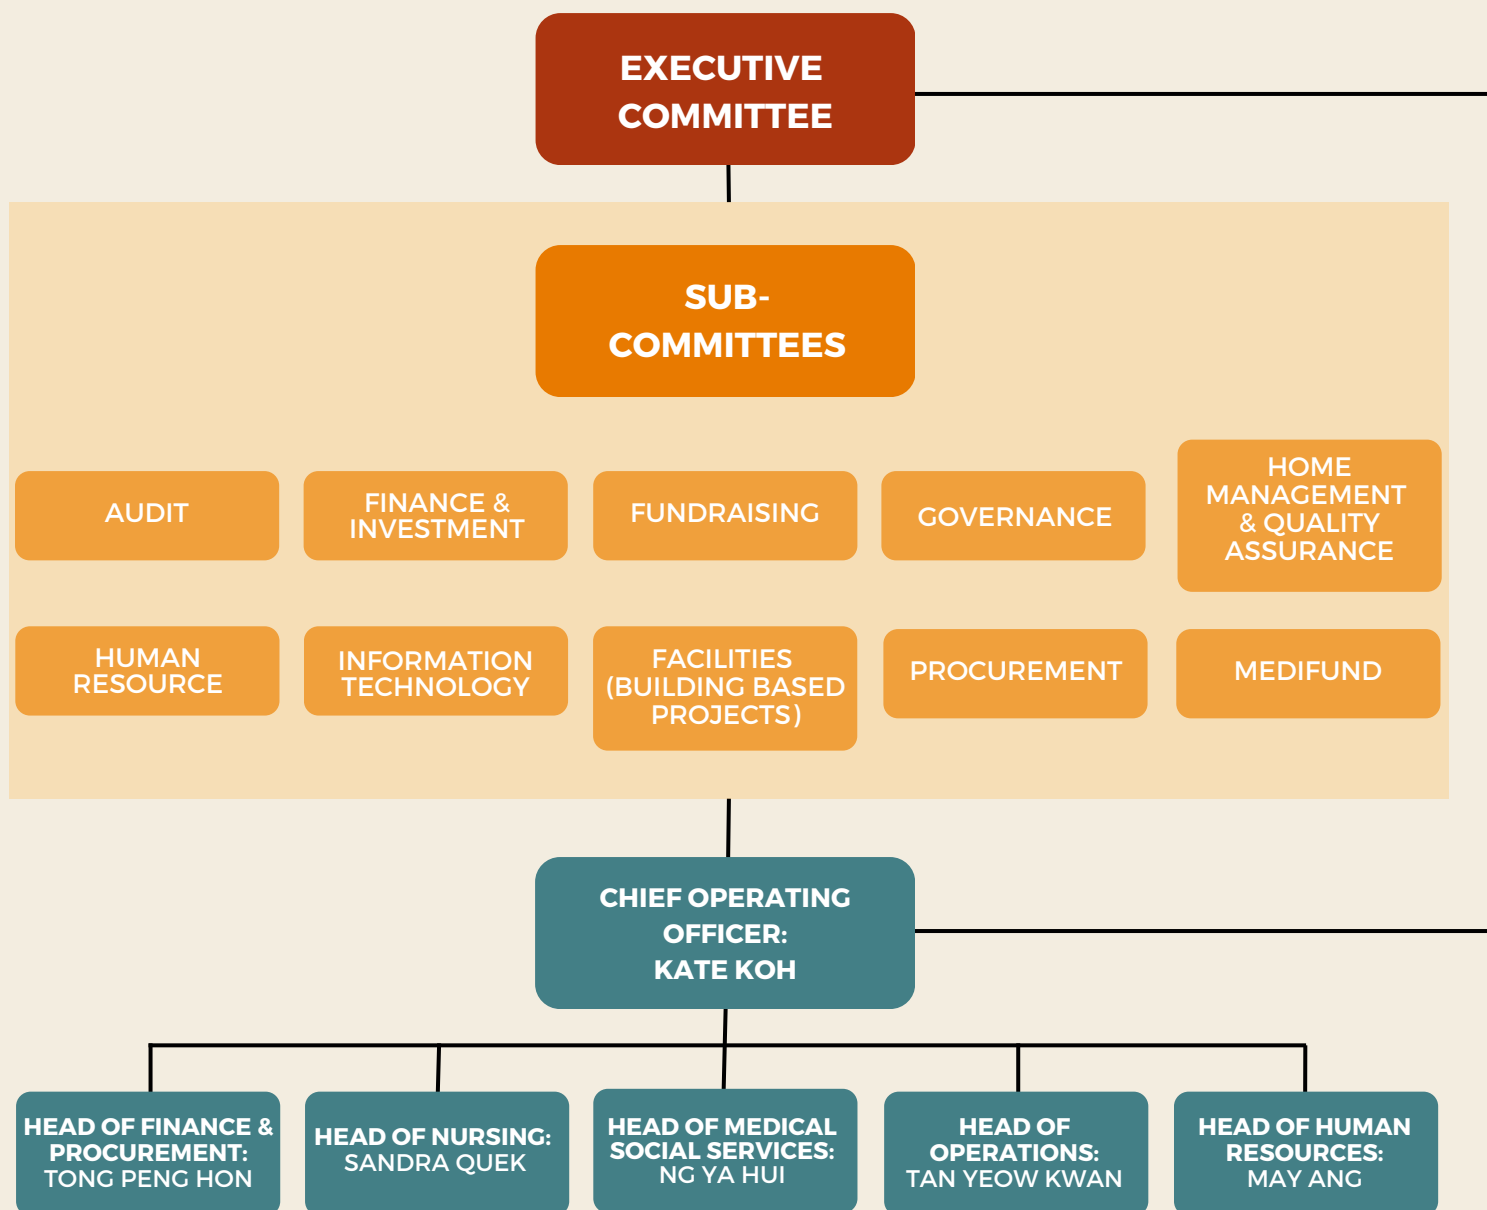 EXECUTIVE
COMMITTEE
SUB-
COMMITTEES
AUDIT
FINANCE &
INVESTMENT
FUNDRAISING
GOVERNANCE
HOME
MANAGEMENT
& QUALITY
ASSURANCE
HUMAN
RESOURCE
INFORMATION
TECHNOLOGY
FACILITIES
(BUILDING BASED
PROJECTS)
PROCUREMENT
MEDIFUND
CHIEF OPERATING
OFFICER:
KATE KOH
HEAD OF FINANCE &
PROCUREMENT:
TONG PENG HON
HEAD OF NURSING:
SANDRA QUEK
HEAD OF MEDICAL
SOCIAL SERVICES:
NG YA HUI
HEAD OF
OPERATIONS:
TAN YEOW KWAN
HEAD OF HUMAN
RESOURCES:
MAY ANG